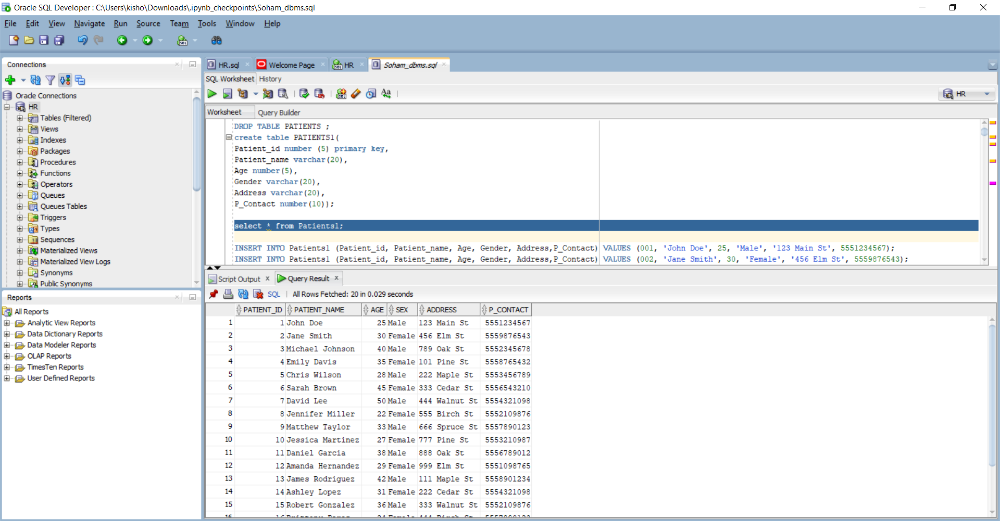 Oracle SQL Developer : C:\Users\kisho\Downloads\.ipynb_checkpoints\Soham_dbms.sql
File Edit View Navigate Run Source Team Tools Window Help
Connections
Oracle Connections
HR
Tables (Filtered)
Views
Indexes
Packages
Procedures
Functions
Operators
Queues
Queues Tables
Triggers
Types
Sequences
Materialized Views
Materialized View Logs
Synonyms
Public Synonyms
Reports
All Reports
Analytic View Reports
Data Dictionary Reports
Data Modeler Reports
OLAP Reports
TimesTen Reports
User Defined Reports
HR.sql Welcome Page HR Soham_dbms.sql
SQL Worksheet History
HR
Worksheet Query Builder
DROP TABLE PATIENTS ;
create table PATIENTS1(
Patient_id number (5) primary key,
Patient_name varchar(20),
Age number(5),
Gender varchar(20),
Address varchar(20),
P_Contact number(10));
select * from Patients1;
INSERT INTO Patients1 (Patient_id, Patient_name, Age, Gender, Address,P_Contact) VALUES (001, 'John Doe', 25, 'Male', '123 Main St', 5551234567);
INSERT INTO Patients1 (Patient_id, Patient_name, Age, Gender, Address,P_Contact) VALUES (002, 'Jane Smith', 30, 'Female', '456 Elm St', 5559876543);
Script Output Query Result
SQL All Rows Fetched: 20 in 0.029 seconds
PATIENT_ID PATIENT_NAME AGE SEX ADDRESS P_CONTACT
1 1 John Doe 25 Male 123 Main St 5551234567
2 2 Jane Smith 30 Female 456 Elm St 5559876543
3 3 Michael Johnson 40 Male 789 Oak St 5552345678
4 4 Emily Davis 35 Female 101 Pine St 5558765432
5 5 Chris Wilson 28 Male 222 Maple St 5553456789
6 6 Sarah Brown 45 Female 333 Cedar St 5556543210
7 7 David Lee 50 Male 444 Walnut St 5554321098
8 8 Jennifer Miller 22 Female 555 Birch St 5552109876
9 9 Matthew Taylor 33 Male 666 Spruce St 5557890123
10 10 Jessica Martinez 27 Female 777 Pine St 5553210987
11 11 Daniel Garcia 38 Male 888 Oak St 5556789012
12 12 Amanda Hernandez 29 Female 999 Elm St 5551098765
13 13 James Rodriguez 42 Male 111 Maple St 5558901234
14 14 Ashley Lopez 31 Female 222 Cedar St 5554321098
15 15 Robert Gonzalez 36 Male 333 Walnut St 5552109876